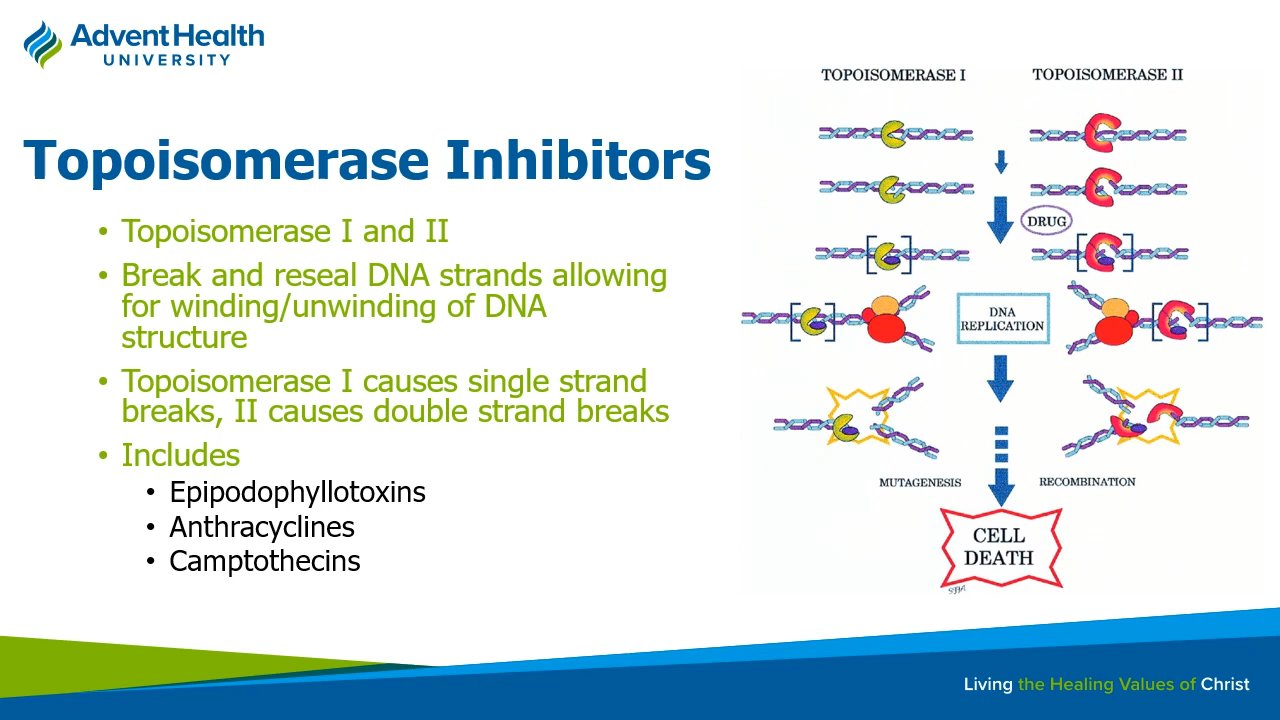 AdventHealth
UNIVERSITY
Topoisomerase Inhibitors
• Topoisomerase I and II
• Break and reseal DNA strands allowing
for winding/unwinding of DNA
structure
• Topoisomerase I causes single strand
breaks, II causes double strand breaks
• Includes
• Epipodophyllotoxins
• Anthracyclines
• Camptothecins
TOPOISOMERASE I
TOPOISOMERASE II
DRUG
DNA
REPLICATION
MUTAGENESIS
RECOMBINATION
CELL
DEATH
Living the Healing Values of Christ